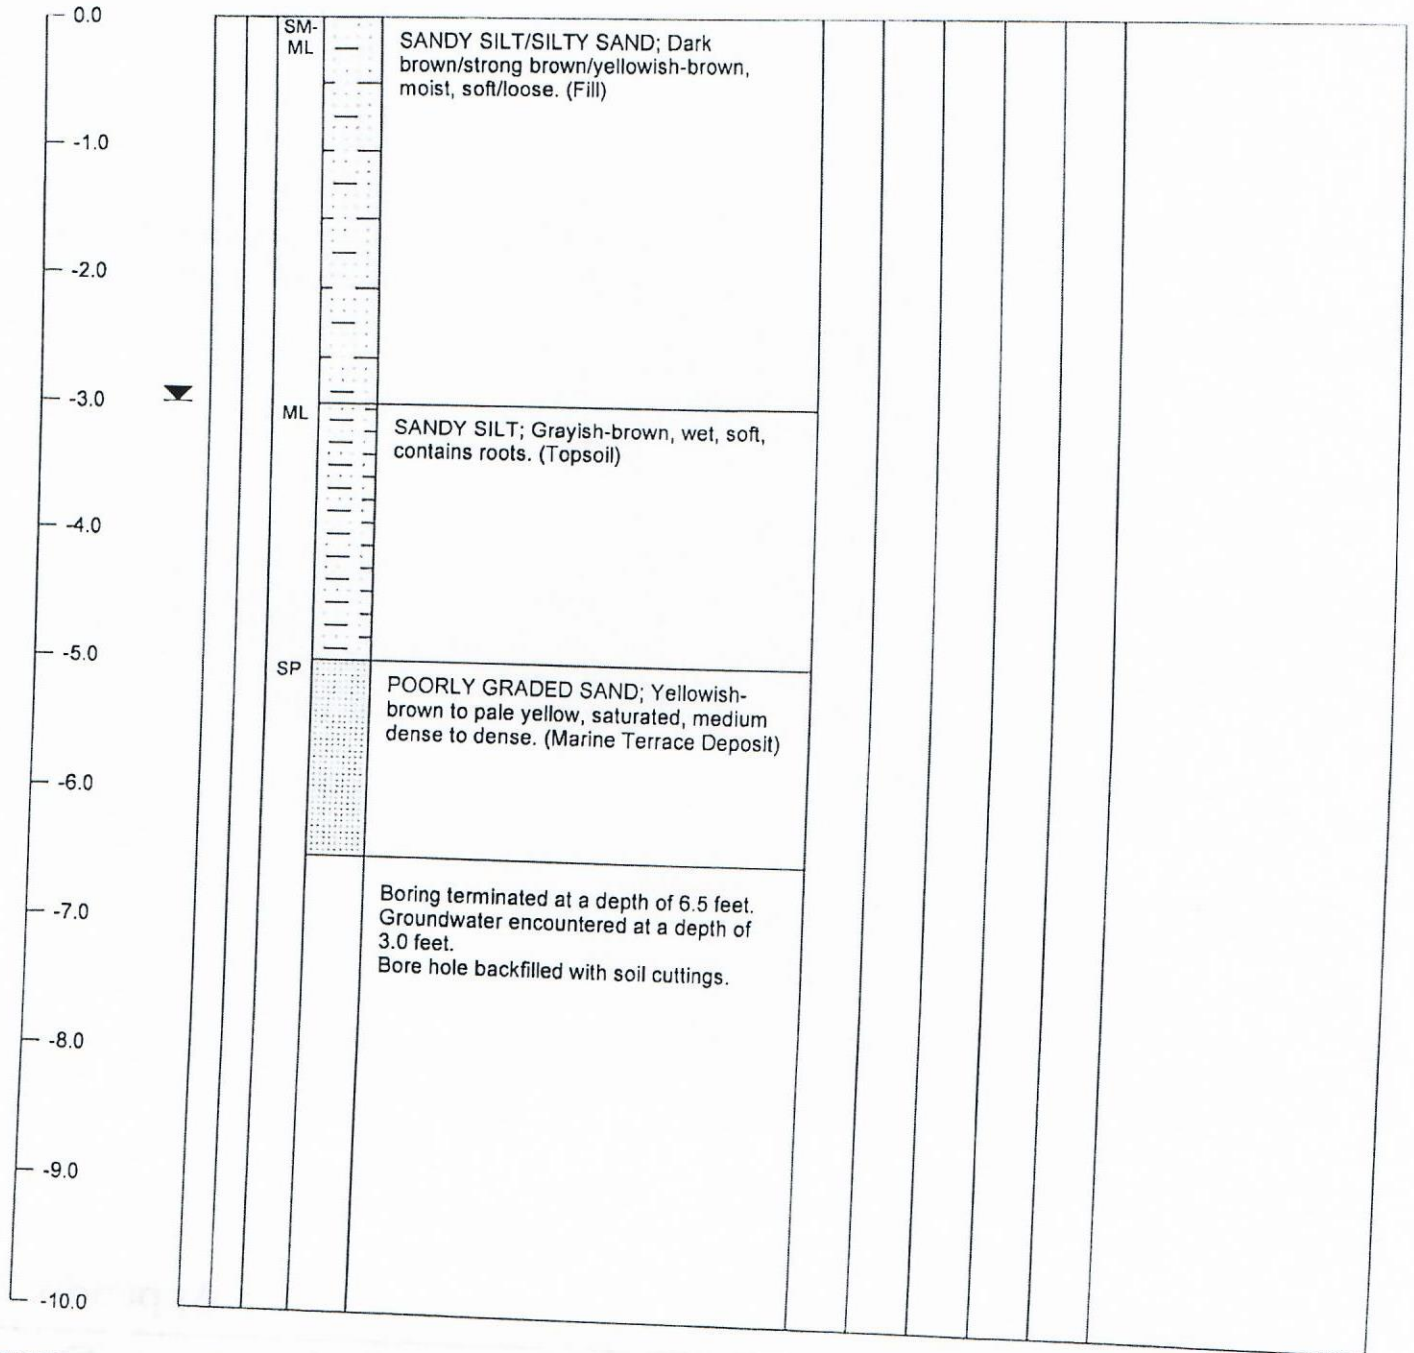 0.0
SM-
ML
SANDY SILT/SILTY SAND; Dark
brown/strong brown/yellowish-brown,
moist, soft/loose. (Fill)
-1.0
-2.0
-3.0
ML
SANDY SILT; Grayish-brown, wet, soft,
contains roots. (Topsoil)
-4.0
-5.0
SP
POORLY GRADED SAND; Yellowish-
brown to pale yellow, saturated, medium
dense to dense. (Marine Terrace Deposit)
-6.0
Boring terminated at a depth of 6.5 feet.
Groundwater encountered at a depth of
3.0 feet.
Bore hole backfilled with soil cuttings.
-7.0
-8.0
-9.0
-10.0